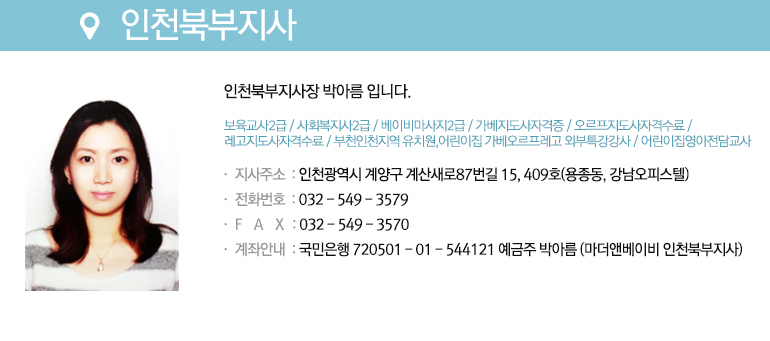 인천북부지사
인천북부지사장 박아름 입니다.
보육교사2급 / 사회복지사2급 / 베이비마사지2급 / 가베지도사자격증 / 오르프지도사자격수료 /
레고지도사자격수료 / 부천인천지역 유치원,어린이집 가베오르프레고 외부특강강사 / 어린이집영아전담교사
· 지사주소 : 인천광역시 계양구 계산새로87번길 15, 409호(용종동, 강남오피스텔)
· 전화번호 : 032 – 549 – 3579
· F A X : 032 – 549 – 3570
· 계좌안내 : 국민은행 720501 – 01 – 544121 예금주 박아름 (마더앤베이비 인천북부지사)